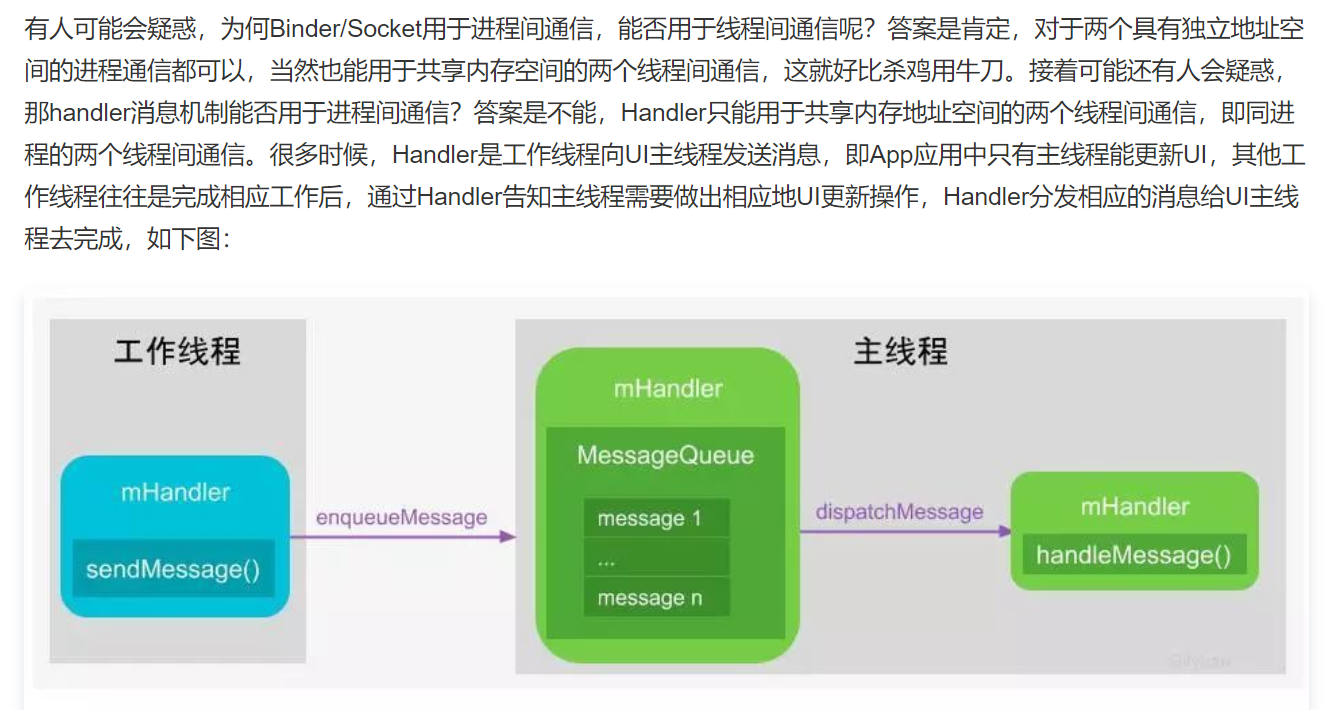 有人可能会疑惑，为何Binder/Socket用于进程间通信，能否用于线程间通信呢？答案是肯定，对于两个具有独立地址空
间的进程通信都可以，当然也能用于共享内存空间的两个线程间通信，这就好比杀鸡用牛刀。接着可能还有人会疑惑，
那handler消息机制能否用于进程间通信？答案是不能，Handler只能用于共享内存地址空间的两个线程间通信，即同进
程的两个线程间通信。很多时候，Handler是工作线程向UI主线程发送消息，即App应用中只有主线程能更新UI，其他工
作线程往往是完成相应工作后，通过Handler告知主线程需要做出相应地UI更新操作，Handler分发相应的消息给UI主线
程去完成，如下图：
工作线程
mHandler
sendMessage()
enqueueMessage
主线程
mHandler
MessageQueue
message 1
...
message n
dispatchMessage
mHandler
handleMessage()